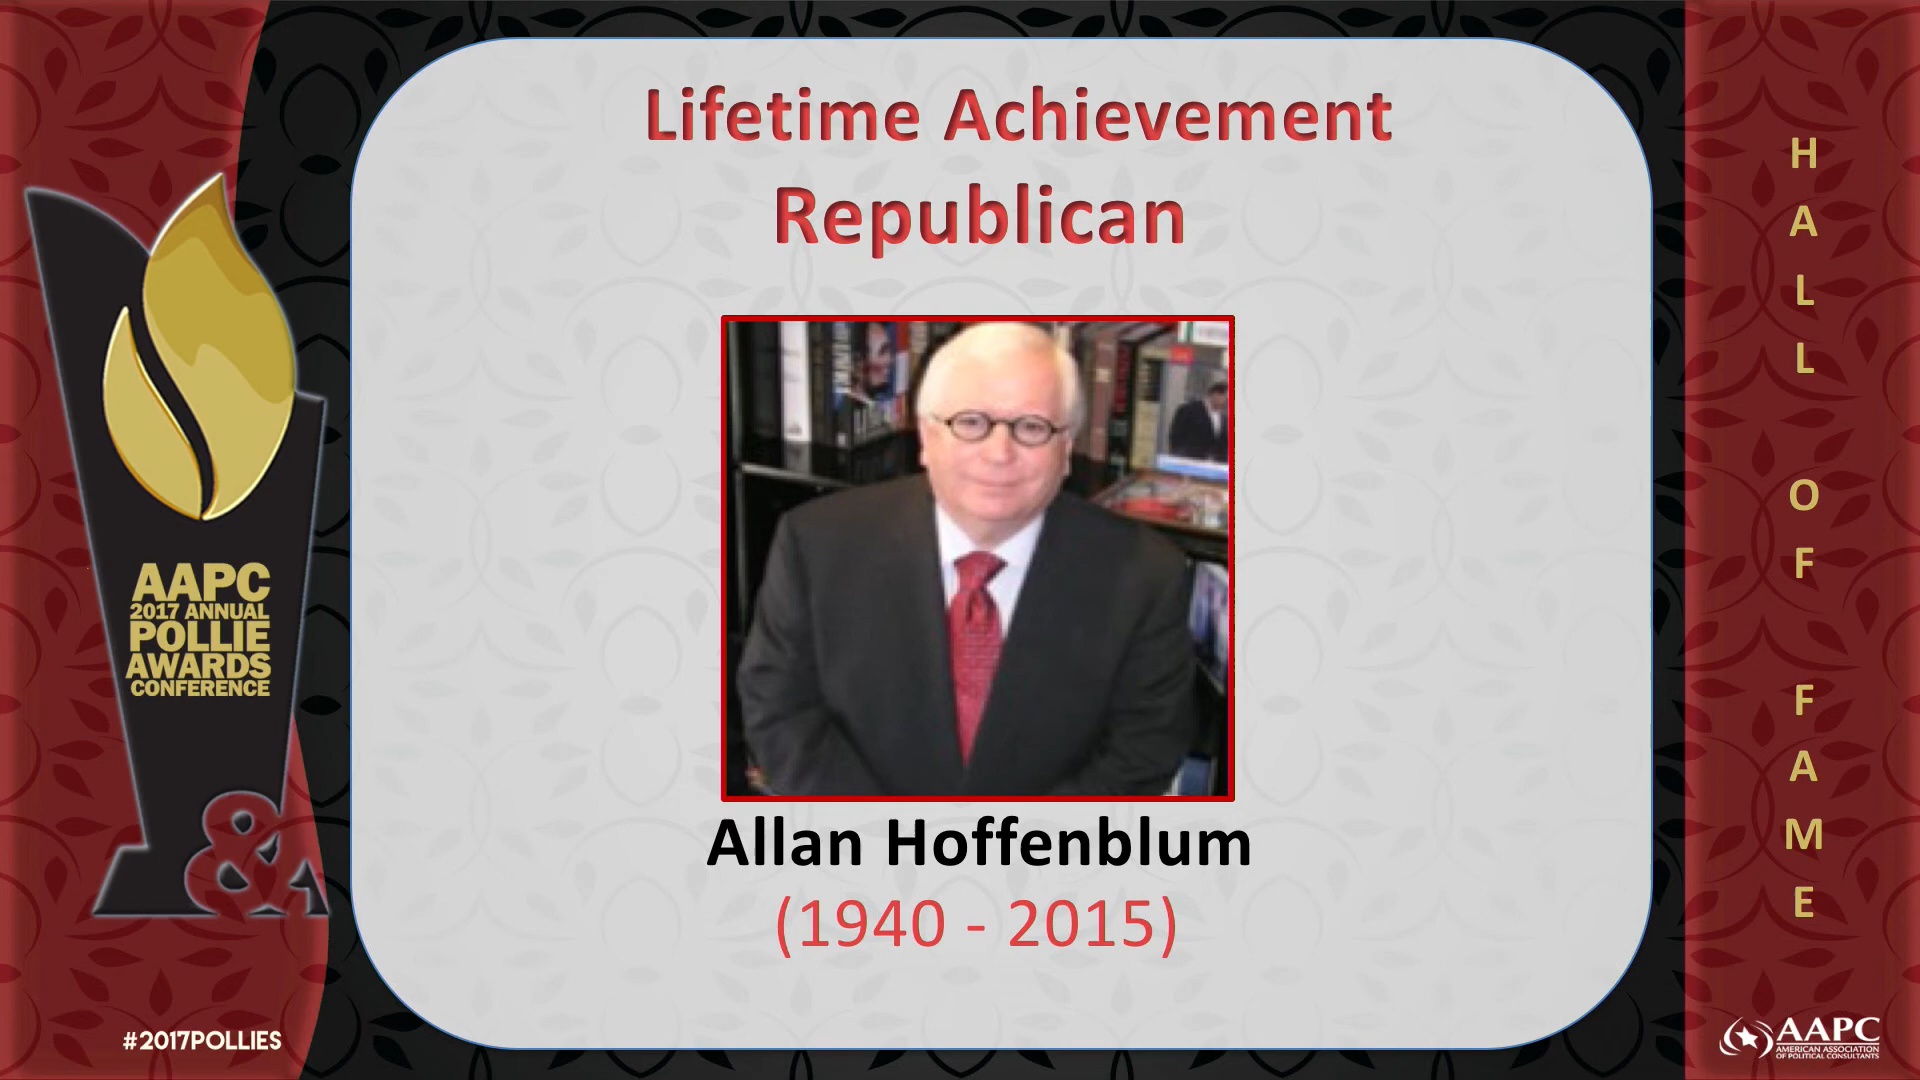 Lifetime Achievement
Republican
Allan Hoffenblum
(1940 - 2015)
AAPC
2017 ANNUAL
POLLIE
AWARDS
CONFERENCE
&
#2017POLLIES
H
A
L
L
O
F
F
A
M
E
AAPC
AMERICAN ASSOCIATION
OF POLITICAL CONSULTANTS